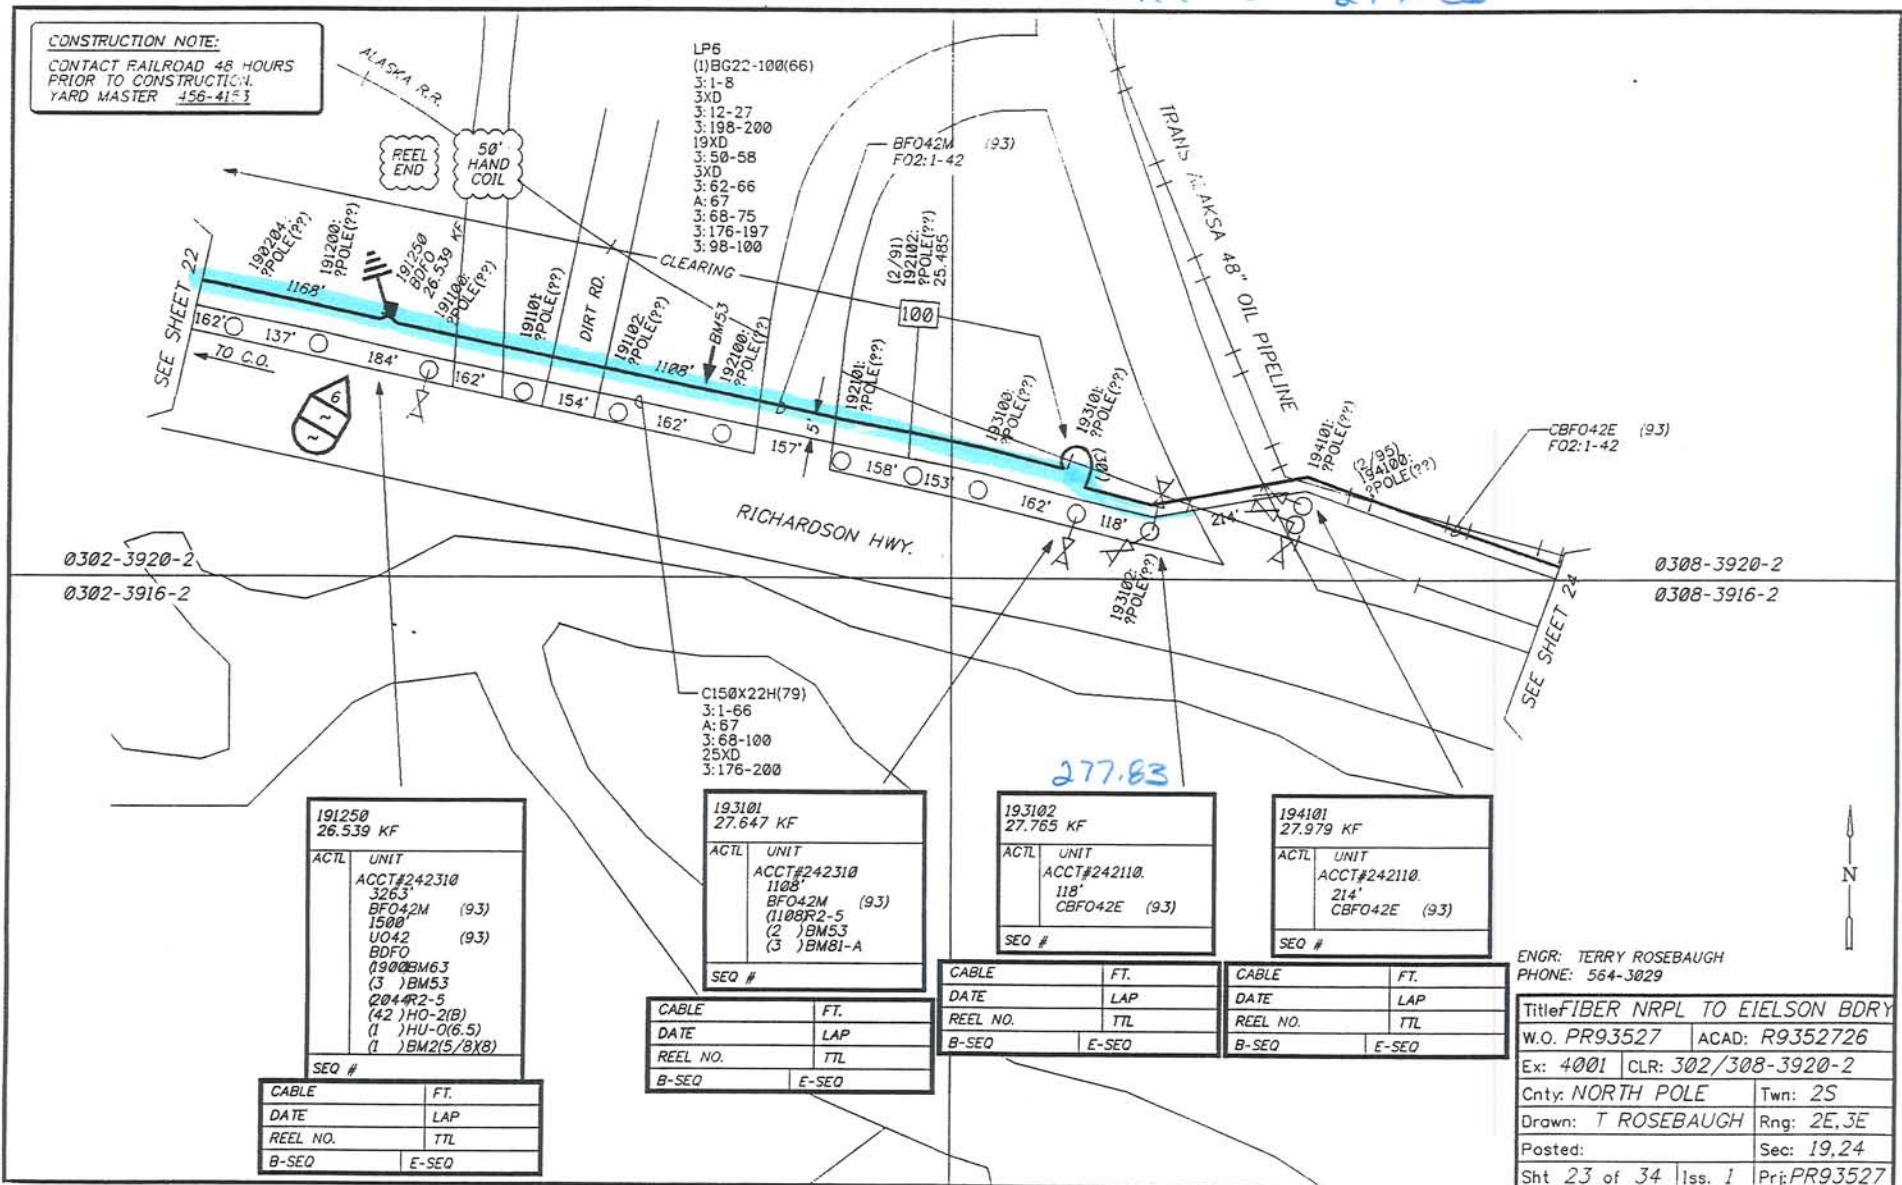 277.83
CONSTRUCTION NOTE:
CONTACT RAILROAD 48 HOURS
PRIOR TO CONSTRUCTION.
YARD MASTER
ALASKA R.R.
REEL
END
50'
HAND
COIL
LP6
(1)BG22-100(66)
3:1-8
3XD
3:12-27
3:198-200
19XD
3:50-58
3XD
3:62-66
A:67
3:68-75
3:176-197
3:98-100
BFO42M (93)
FO2:1-42
TRANS ALAKSA 48" OIL PIPELINE
CLEARING
DIRT RD.
SEE SHEET 22
190204:
?POLE(??)
191200:
?POLE(??)
191250
BDFO
26.539 KF
191100:
?POLE(??)
191101:
?POLE(??)
191102:
?POLE(??)
BM53
192100:
?POLE(??)
192101:
?POLE(??)
(2/91)
192102:
?POLE(??)
25.485
100
193100:
?POLE(??)
193101:
?POLE(??)
(30)
194101:
?POLE(??)
(2/95)
194100:
?POLE(??)
CBFO42E (93)
FO2:1-42
1168'
1108'
162'
137'
184'
162'
154'
162'
157'
5'
158'
153'
162'
118'
214'
TO C.O.
6
~
~
RICHARDSON HWY.
193102:
?POLE(??)
0302-3920-2
0302-3916-2
0308-3920-2
0308-3916-2
SEE SHEET 24
C150X22H(79)
3:1-66
A:67
3:68-100
25XD
3:176-200
191250
26.539 KF
ACTL UNIT
ACCT#242310
3263'
BFO42M (93)
1500'
UO42 (93)
BDFO
(1900)BM63
(3 )BM53
(2044)R2-5
(42 )HO-2(B)
(1 )HU-O(6.5)
(1 )BM2(5/8X8)
SEQ #
CABLE FT.
DATE LAP
REEL NO. TTL
B-SEQ E-SEQ
193101
27.647 KF
ACTL UNIT
ACCT#242310
1108'
BFO42M (93)
(1108)R2-5
(2 )BM53
(3 )BM81-A
SEQ #
CABLE FT.
DATE LAP
REEL NO. TTL
B-SEQ E-SEQ
277.83
193102
27.765 KF
ACTL UNIT
ACCT#242110.
118'
CBFO42E (93)
SEQ #
CABLE FT.
DATE LAP
REEL NO. TTL
B-SEQ E-SEQ
194101
27.979 KF
ACTL UNIT
ACCT#242110.
214'
CBFO42E (93)
SEQ #
CABLE FT.
DATE LAP
REEL NO. TTL
B-SEQ E-SEQ
N
ENGR: TERRY ROSEBAUGH
PHONE: 564-3029
Title: FIBER NRPL TO EIELSON BDRY
W.O. PR93527 ACAD: R9352726
Ex: 4001 CLR: 302/308-3920-2
Cnty: NORTH POLE Twn: 2S
Drawn: T ROSEBAUGH Rng: 2E,3E
Posted: Sec: 19,24
Sht 23 of 34 Iss. 1 Prj:PR93527